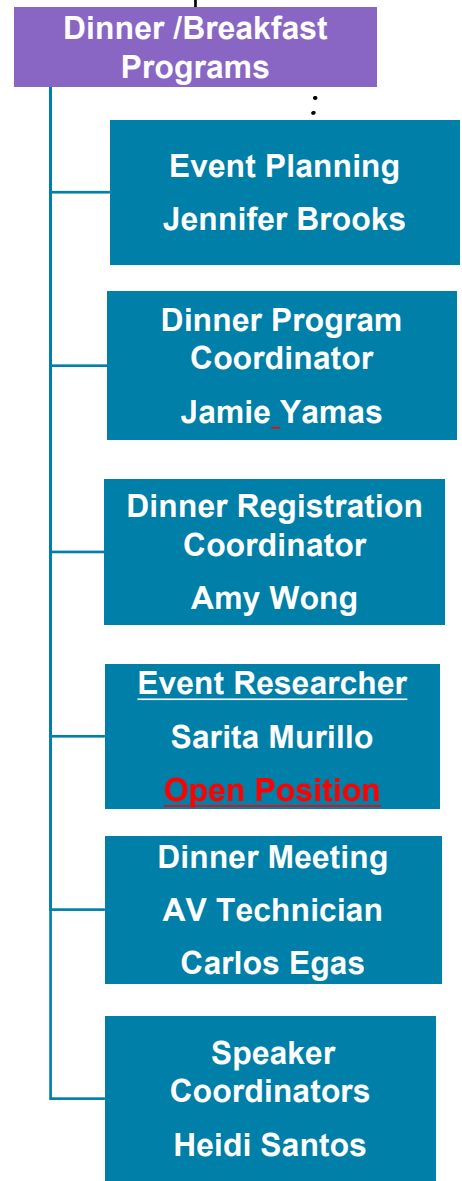 Dinner /Breakfast
Programs
Event Planning
Jennifer Brooks
Dinner Program
Coordinator
Jamie Yamas
Dinner Registration
Coordinator
Amy Wong
Event Researcher
Sarita Murillo
Open Position
Dinner Meeting
AV Technician
Carlos Egas
Speaker
Coordinators
Heidi Santos